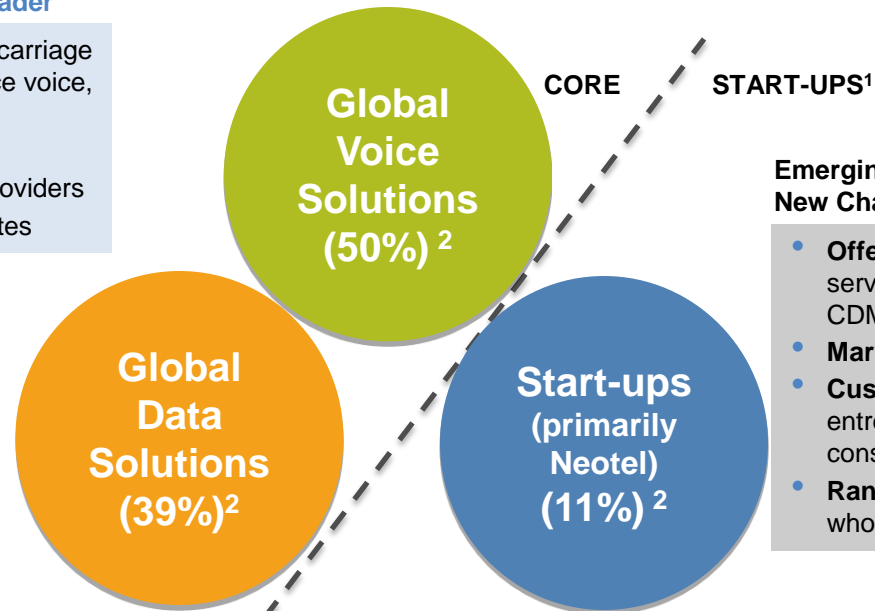 ader
carriage
ce voice,
oviders
tes
Global
Voice
Solutions
(50%) 2
CORE
START-UPS1
Global
Data
Solutions
(39%)2
Start-ups
(primarily
Neotel)
(11%) 2
Emergin
New Cha
• Offe
serv
CDM
• Mar
• Cus
entre
cons
• Ran
who